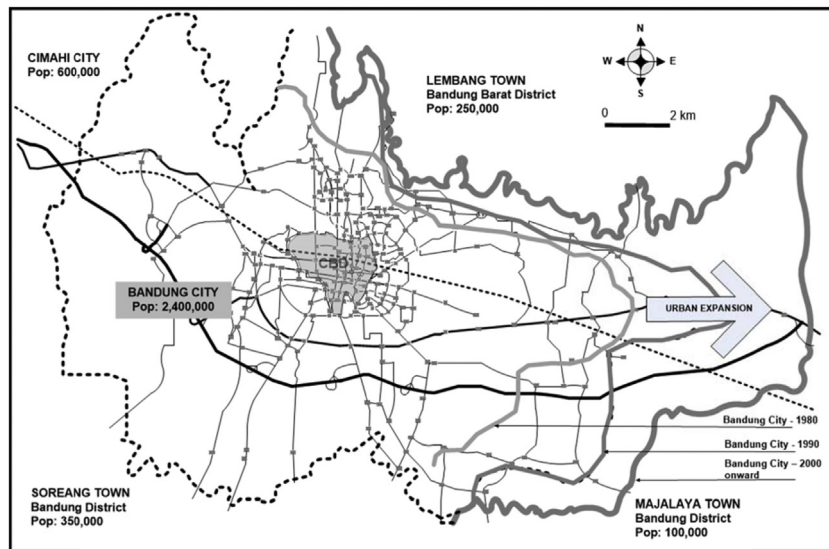 CIMAHI CITY
Pop: 600,000
LEMBANG TOWN
Bandung Barat District
Pop: 250,000
N
W E
S
0 2 km
CBD
BANDUNG CITY
Pop: 2,400,000
URBAN EXPANSION
Bandung City - 1980
Bandung City - 1990
Bandung City – 2000
onward
SOREANG TOWN
Bandung District
Pop: 350,000
MAJALAYA TOWN
Bandung District
Pop: 100,000